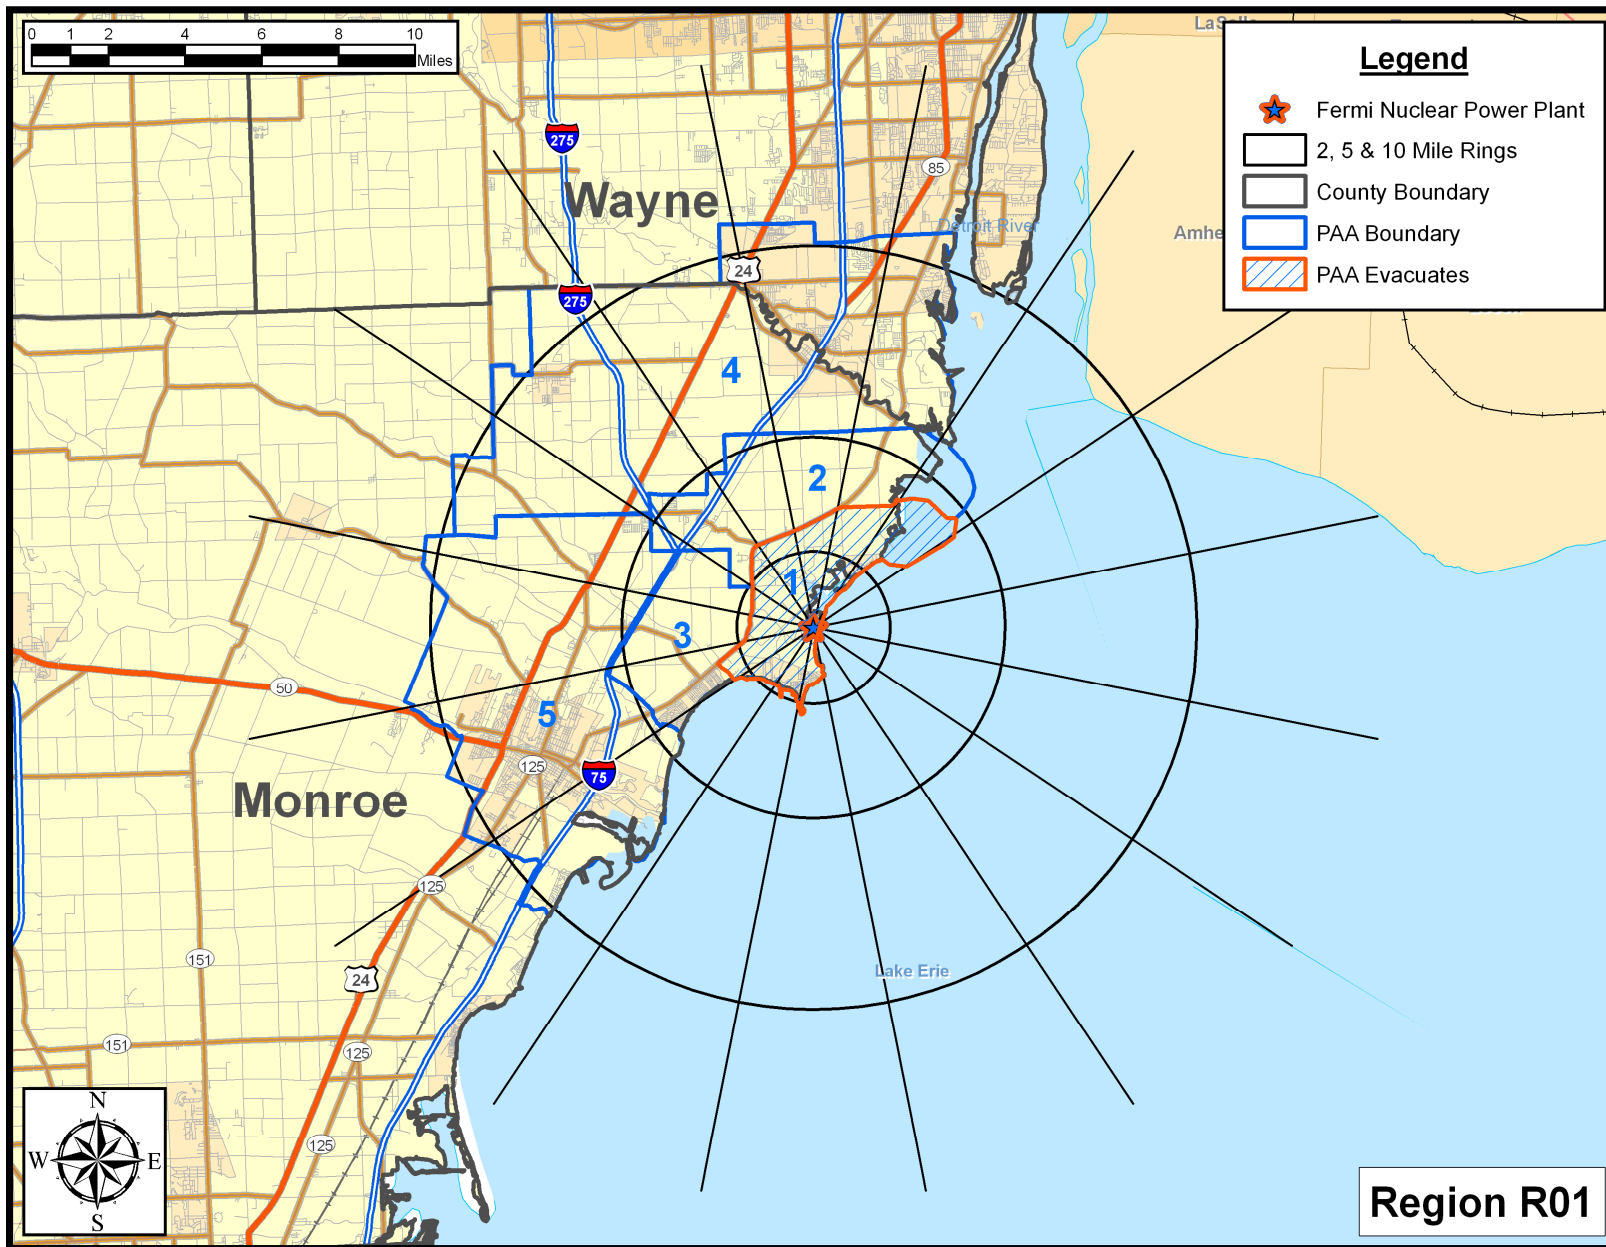 0 1 2 4 6 8 10
Miles
LaSalle
Legend
Fermi Nuclear Power Plant
2, 5 & 10 Mile Rings
County Boundary
PAA Boundary
PAA Evacuates
275
85
Wayne
Detroit River
Amhe
24
275
4
2
1
3
50
5
125
75
Monroe
125
151
24
Lake Erie
151
125
125
N
W E
S
Region R01